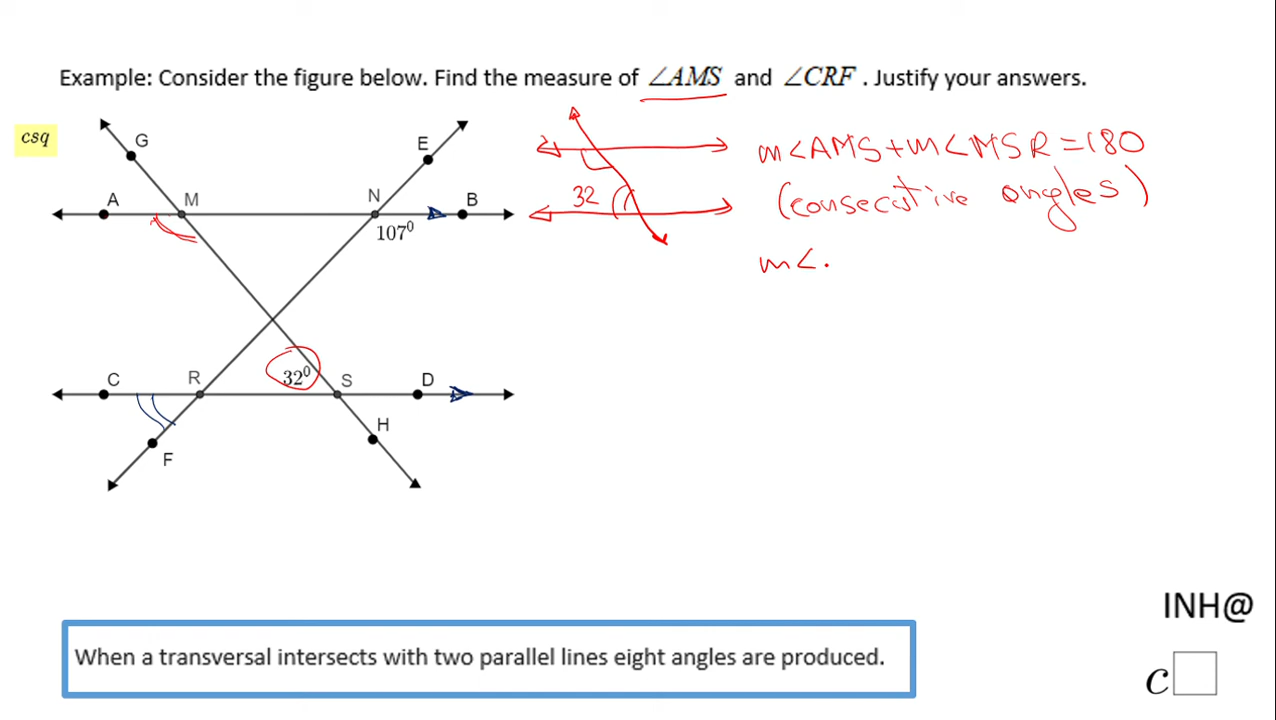 Example: Consider the figure below. Find the measure of ∠AMS and ∠CRF. Justify your answers.
csq
G
E
A
M
N
B
107⁰
32
m∠AMS+m∠MSR=180
(consecutive angles)
m∠.
C
R
32⁰
S
D
H
F
INH@
When a transversal intersects with two parallel lines eight angles are produced.
c